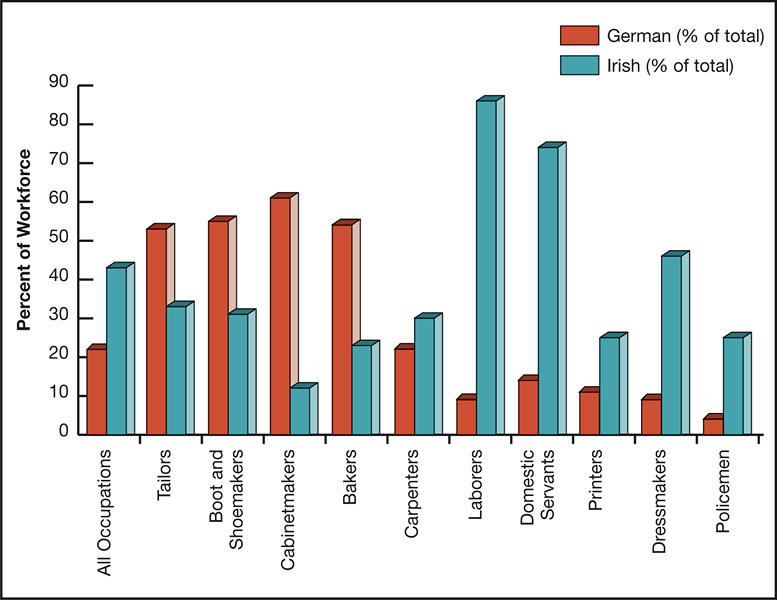 German (% of total)
Irish (% of total)
Percent of Workforce
90
80
70
60
50
40
30
20
10
0
All Occupations
Tailors
Boot and
Shoemakers
Cabinetmakers
Bakers
Carpenters
Laborers
Domestic
Servants
Printers
Dressmakers
Policemen